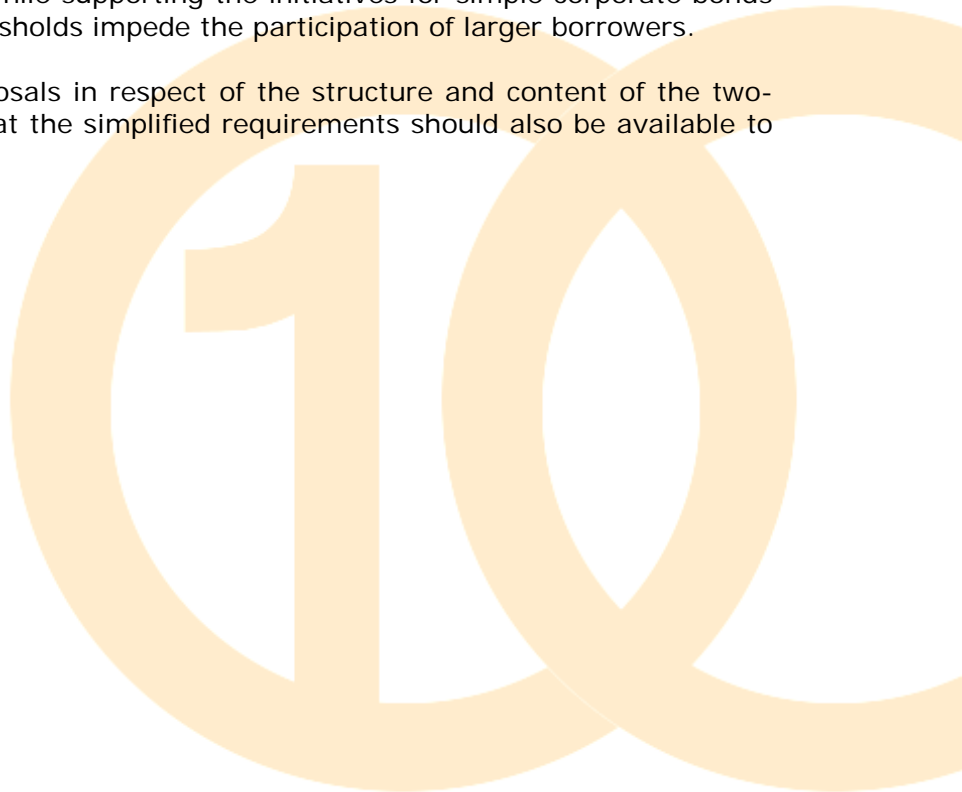 supporting the initiatives for simple corporate bonds
sholds impede the participation of larger borrowers.
osals in respect of the structure and content of the two-
at the simplified requirements should also be available to
10